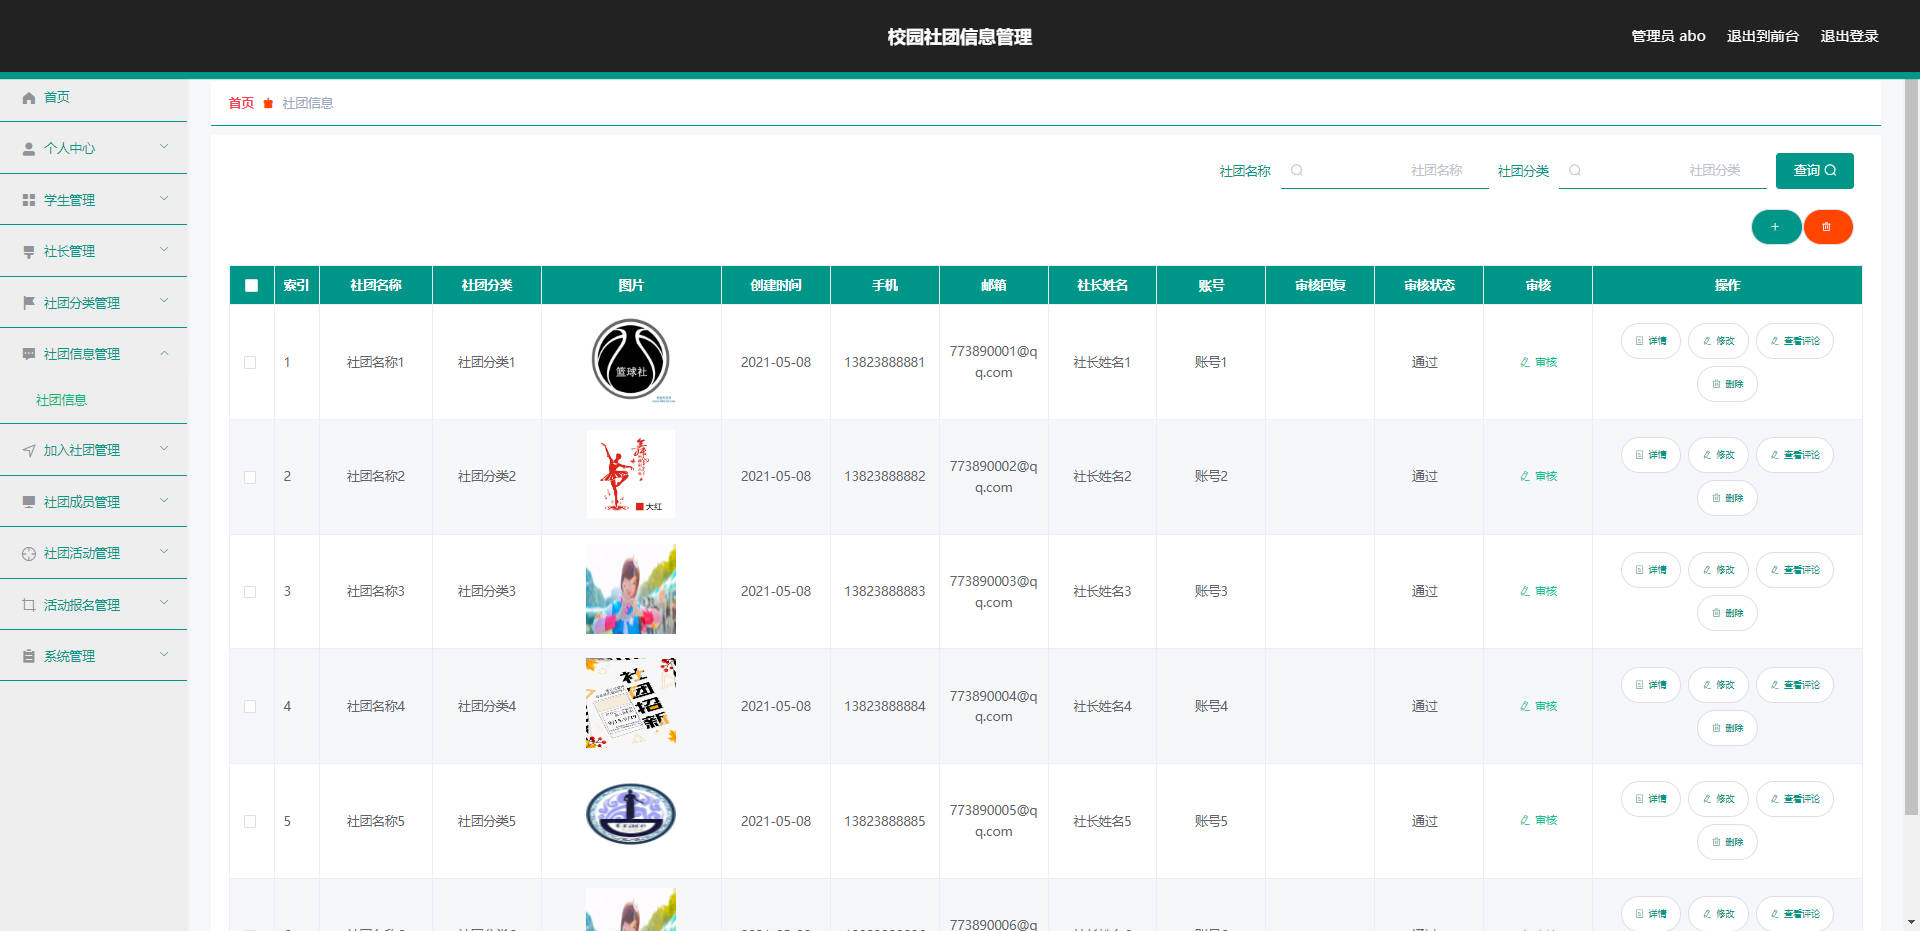 校园社团信息管理
管理员 abo 退出到前台 退出登录
首页
个人中心
学生管理
社长管理
社团分类管理
社团信息管理
社团信息
加入社团管理
社团成员管理
社团活动管理
活动报名管理
系统管理
首页 社团信息
社团名称 社团名称 社团分类 社团分类 查询
索引 社团名称 社团分类 图片 创建时间 手机 邮箱 社长姓名 账号 审核回复 审核状态 审核 操作
1 社团名称1 社团分类1 篮球社 2021-05-08 13823888881 773890001@q
q.com 社长姓名1 账号1 通过 审核 详情 修改 查看评论
删除
2 社团名称2 社团分类2 大红 2021-05-08 13823888882 773890002@q
q.com 社长姓名2 账号2 通过 审核 详情 修改 查看评论
删除
3 社团名称3 社团分类3 2021-05-08 13823888883 773890003@q
q.com 社长姓名3 账号3 通过 审核 详情 修改 查看评论
删除
4 社团名称4 社团分类4 社团招新 2021-05-08 13823888884 773890004@q
q.com 社长姓名4 账号4 通过 审核 详情 修改 查看评论
删除
5 社团名称5 社团分类5 2021-05-08 13823888885 773890005@q
q.com 社长姓名5 账号5 通过 审核 详情 修改 查看评论
删除
773890006@q 详情 修改 查看评论